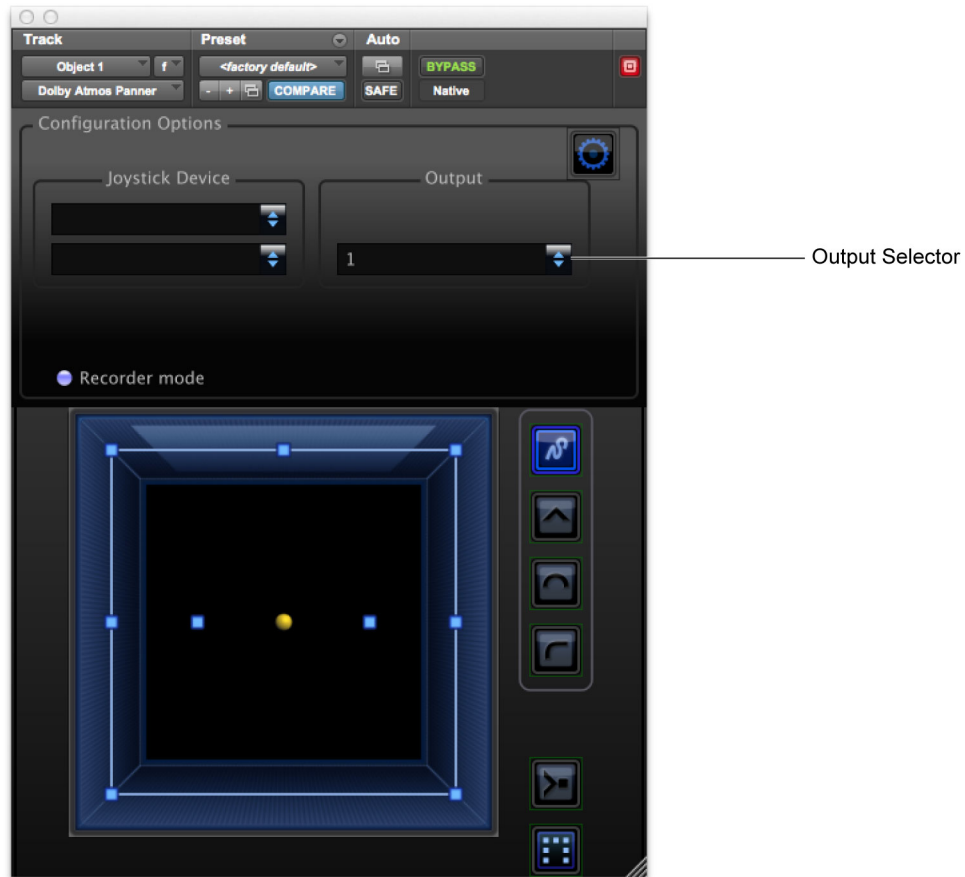 Track Preset Auto
Object 1 f <factory default> BYPASS
Dolby Atmos Panner - + COMPARE SAFE Native
Configuration Options
Joystick Device Output
1 Output Selector
Recorder mode